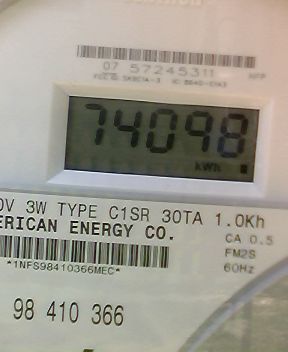 07 57245311
HFP
74098
kWh
0V 3W TYPE C1SR 30TA 1.0Kh
ERICAN ENERGY CO.
CA 0.5
*1NFS98410366MEC*
FM2S
60Hz
98 410 366